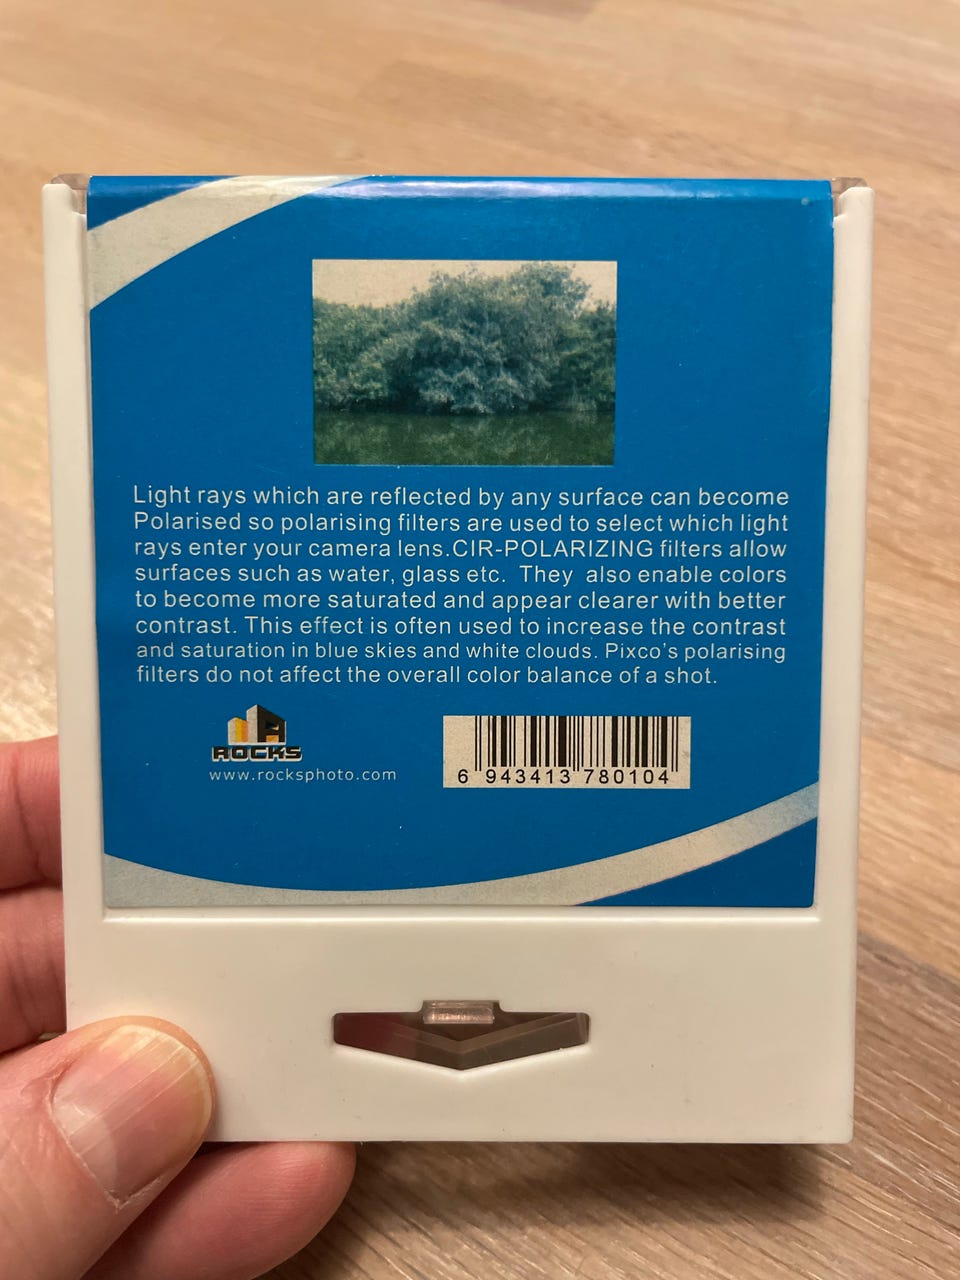 Light rays which are reflected by any surface can become
Polarised so polarising filters are used to select which light
rays enter your camera lens.CIR-POLARIZING filters allow
surfaces such as water, glass etc. They also enable colors
to become more saturated and appear clearer with better
contrast. This effect is often used to increase the contrast
and saturation in blue skies and white clouds. Pixco's polarising
filters do not affect the overall color balance of a shot.
ROCKS
www.rocksphoto.com
6 943413 780104